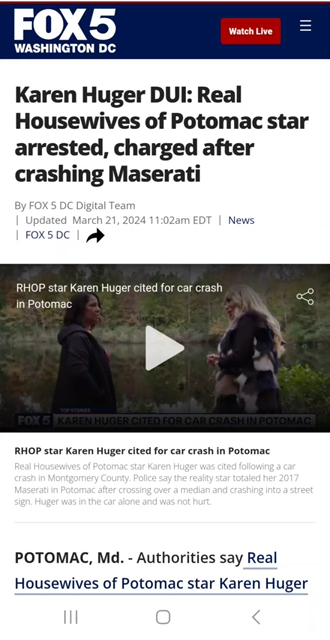 FOX 5
WASHINGTON DC
Watch Live
Karen Huger DUI: Real
Housewives of Potomac star
arrested, charged after
crashing Maserati
By FOX 5 DC Digital Team
| Updated March 21, 2024 11:02am EDT | News
| FOX 5 DC |
RHOP star Karen Huger cited for car crash
in Potomac
TOP STORIES
FOX 5 KAREN HUGER CITED FOR CAR CRASH IN POTOMAC
RHOP star Karen Huger cited for car crash in Potomac
Real Housewives of Potomac star Karen Huger was cited following a car
crash in Montgomery County. Police say the reality star totaled her 2017
Maserati in Potomac after crossing over a median and crashing into a street
sign. Huger was in the car alone and was not hurt.
POTOMAC, Md. - Authorities say Real
Housewives of Potomac star Karen Huger